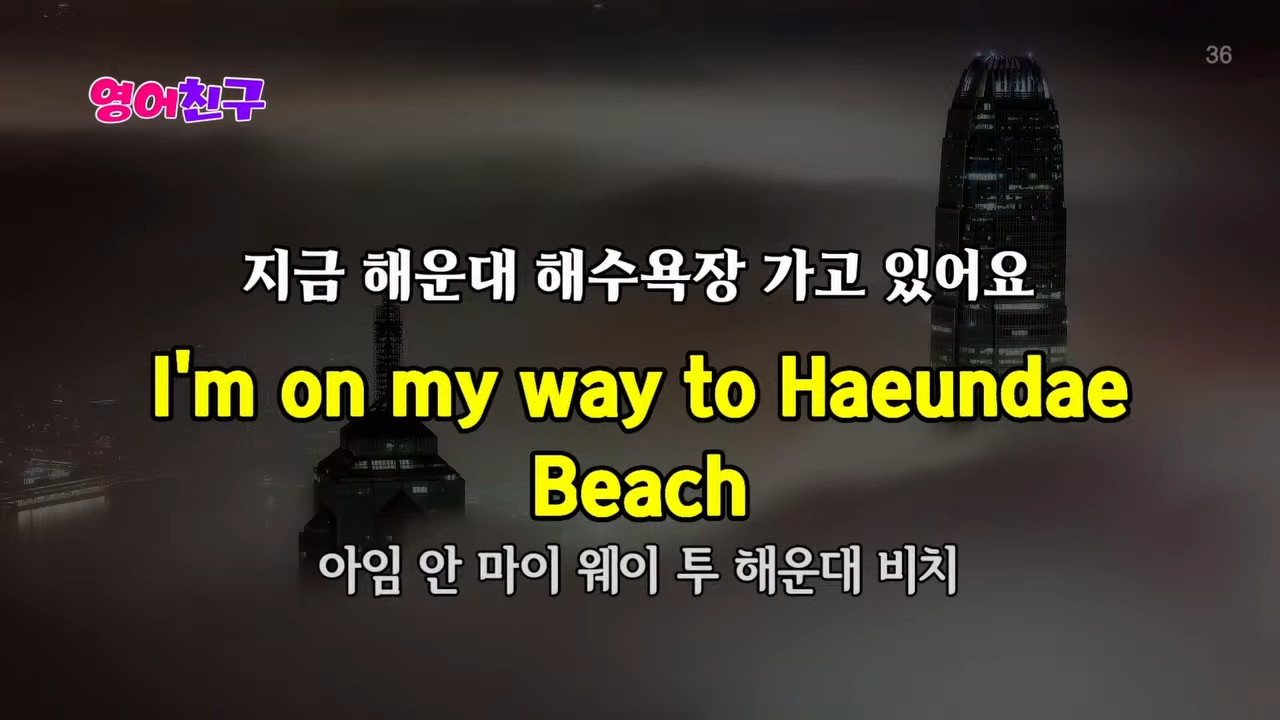 36
영어친구
지금 해운대 해수욕장 가고 있어요
I'm on my way to Haeundae
Beach
아임 안 마이 웨이 투 해운대 비치